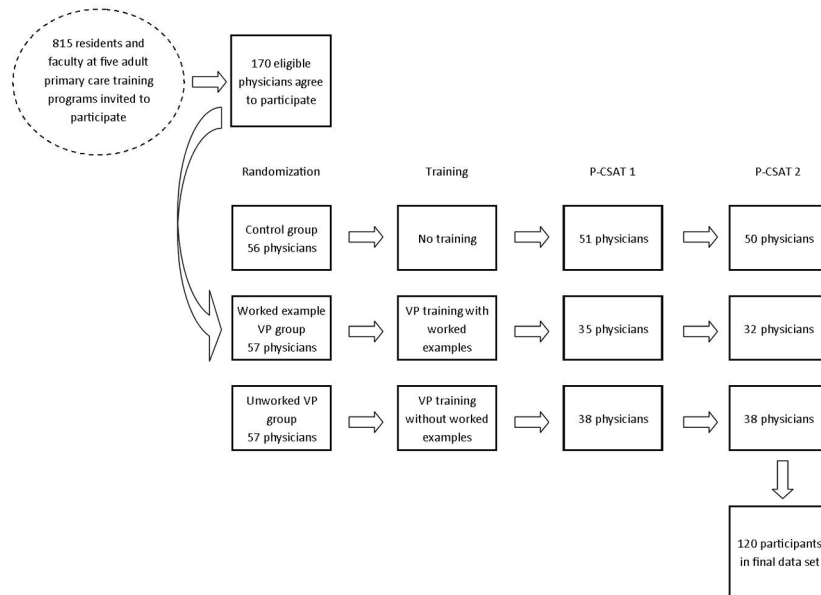 815 residents and
faculty at five adult
primary care training
programs invited to
participate
170 eligible
physicians agree
to participate
Randomization
Training
P-CSAT 1
P-CSAT 2
Control group
56 physicians
No training
51 physicians
50 physicians
Worked example
VP group
57 physicians
VP training with
worked
examples
35 physicians
32 physicians
Unworked VP
group
57 physicians
VP training
without worked
examples
38 physicians
38 physicians
120 participants
in final data set